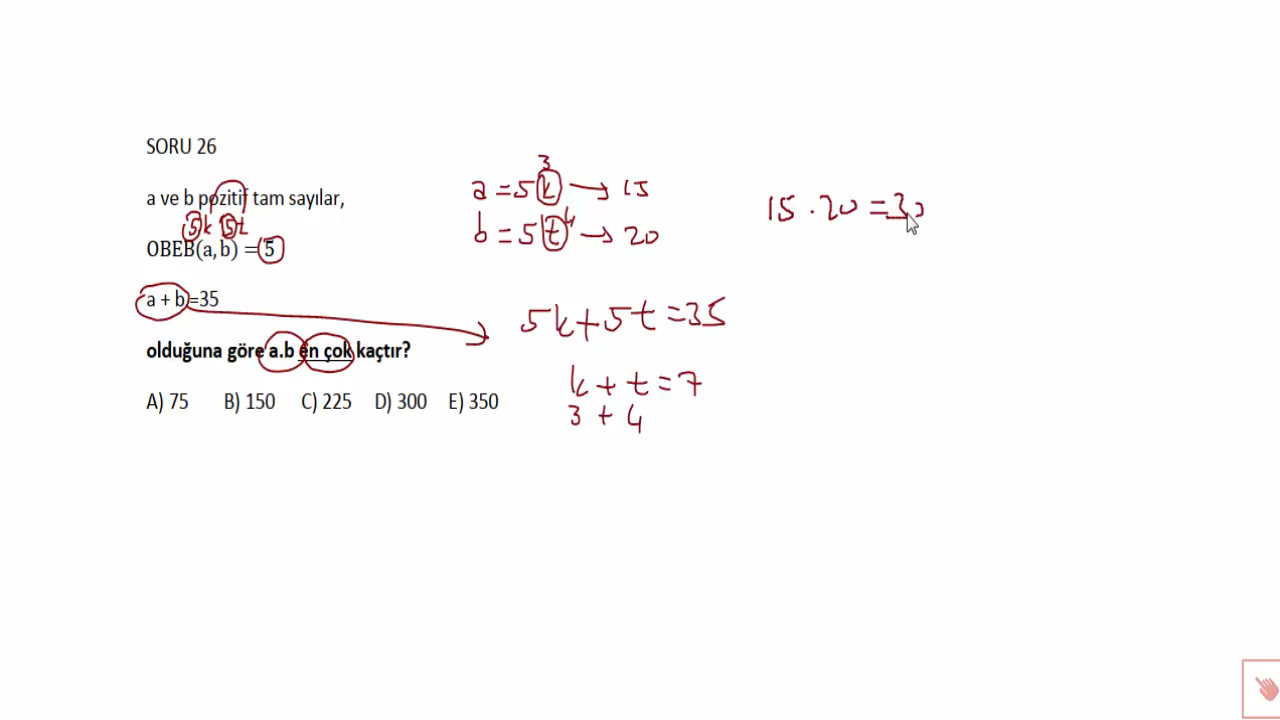 SORU 26
a ve b pozitif tam sayılar,
5k 5t
OBEB(a, b) = 5
a + b =35
olduğuna göre a.b en çok kaçtır?
A) 75 B) 150 C) 225 D) 300 E) 350
3
a = 5k → 15
b = 5t 4 → 20
5k+5t=35
k + t = 7
3 + 4
15 . 20 = 30